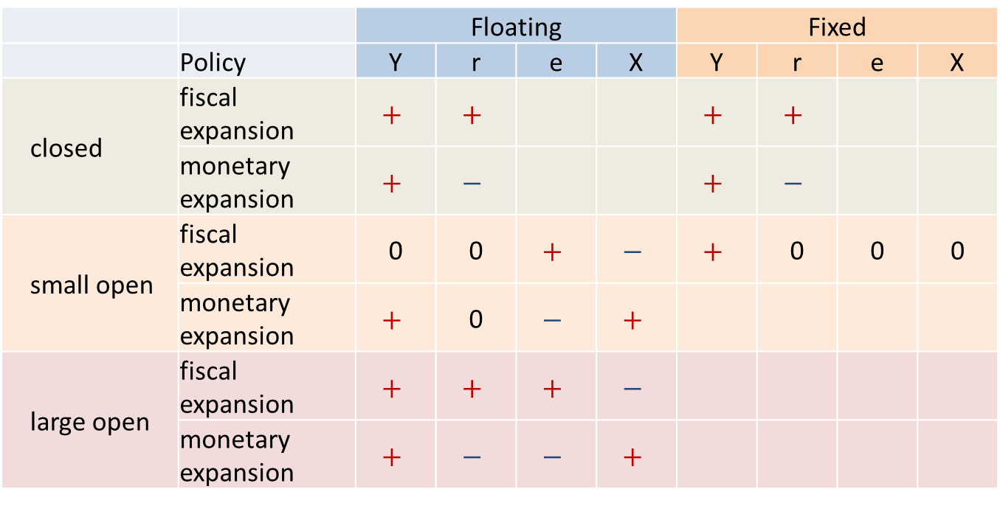 Floating Fixed
Policy Y r e X Y r e X
closed
fiscal
expansion
+ + + +
monetary
expansion
+ − + −
small open
fiscal
expansion
0 0 + − + 0 0 0
monetary
expansion
+ 0 − +
large open
fiscal
expansion
+ + + −
monetary
expansion
+ − − +